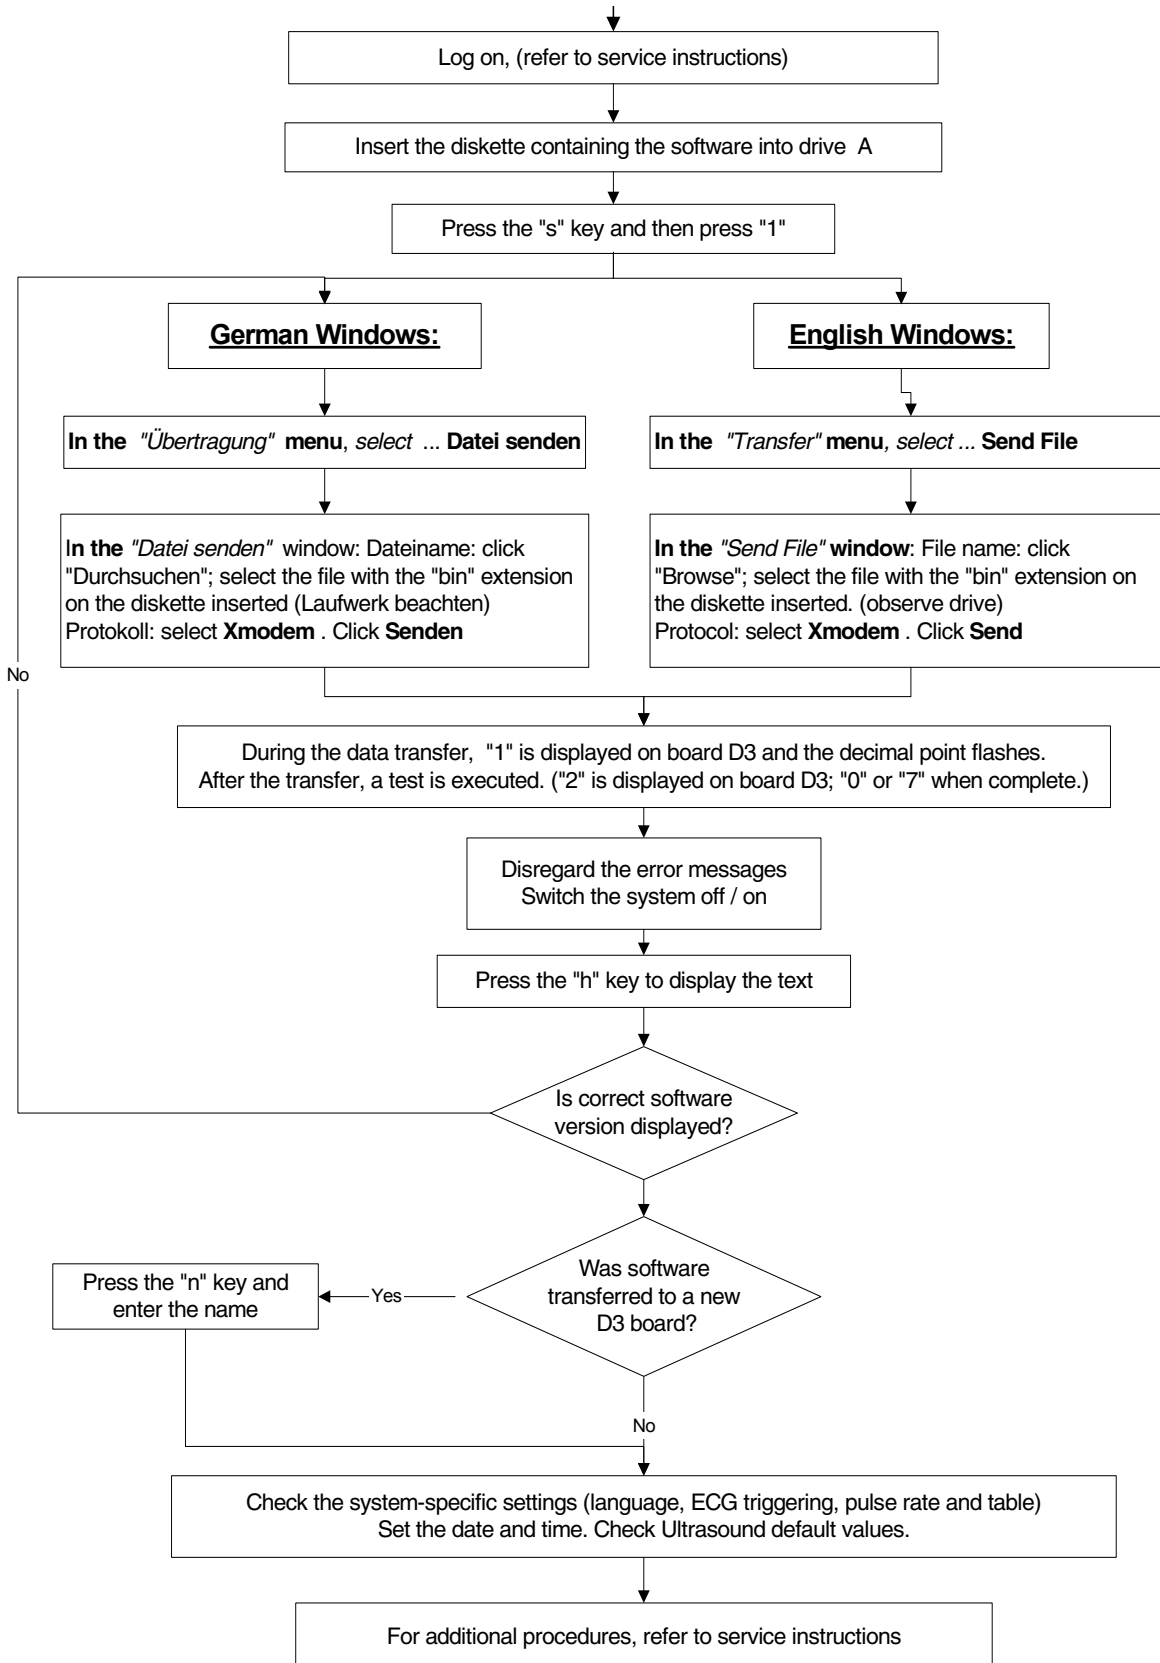 Log on, (refer to service instructions)
Insert the diskette containing the software into drive A
Press the "s" key and then press "1"
German Windows:
English Windows:
In the "Übertragung" menu, select ... Datei senden
In the "Transfer" menu, select ... Send File
In the "Datei senden" window: Dateiname: click
"Durchsuchen"; select the file with the "bin" extension
on the diskette inserted (Laufwerk beachten)
Protokoll: select Xmodem . Click Senden
In the "Send File" window: File name: click
"Browse"; select the file with the "bin" extension on
the diskette inserted. (observe drive)
Protocol: select Xmodem . Click Send
No
During the data transfer, "1" is displayed on board D3 and the decimal point flashes.
After the transfer, a test is executed. ("2" is displayed on board D3; "0" or "7" when complete.)
Disregard the error messages
Switch the system off / on
Press the "h" key to display the text
Is correct software
version displayed?
Was software
transferred to a new
D3 board?
Yes
Press the "n" key and
enter the name
No
Check the system-specific settings (language, ECG triggering, pulse rate and table)
Set the date and time. Check Ultrasound default values.
For additional procedures, refer to service instructions